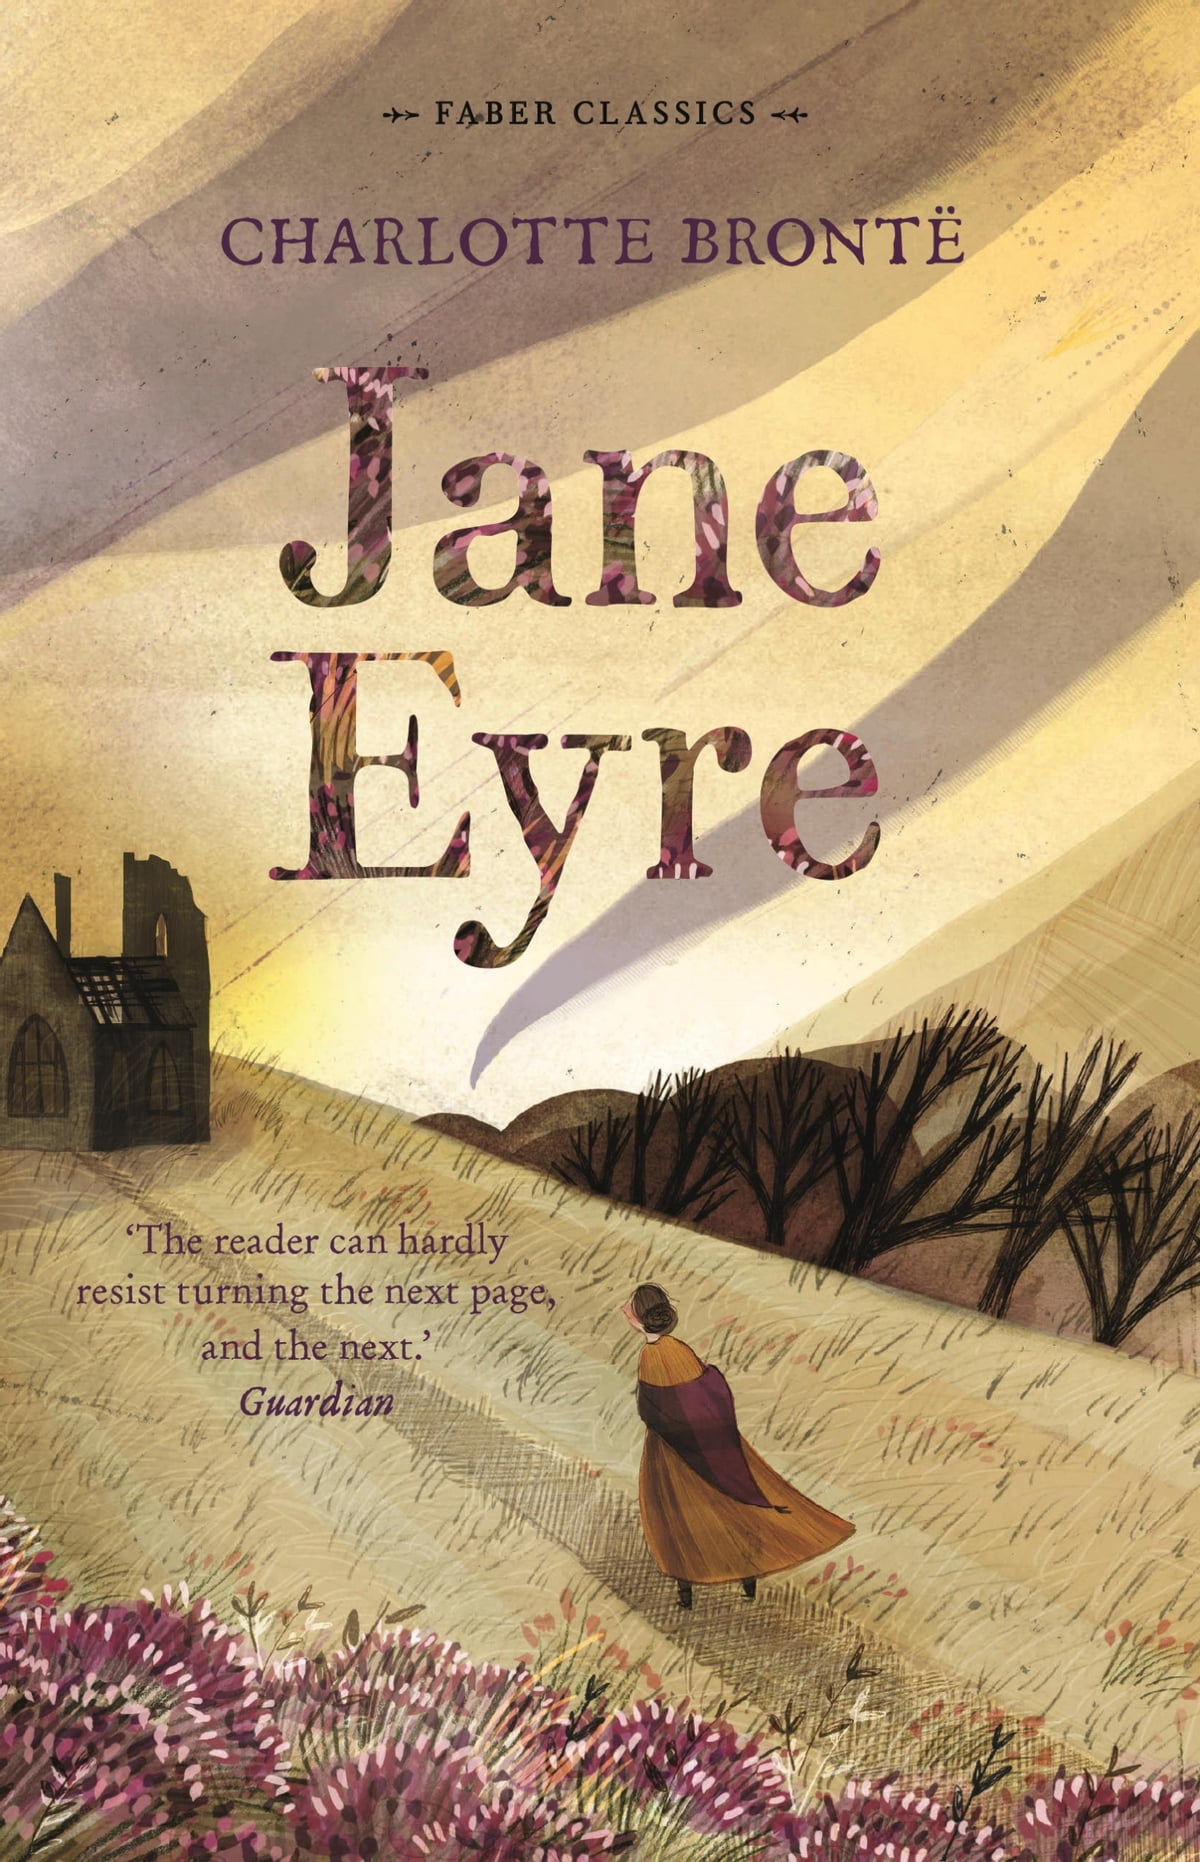 FABER CLASSICS
CHARLOTTE BRONTË
Jane
Eyre
‘The reader can hardly
resist turning the next page,
and the next.’
Guardian